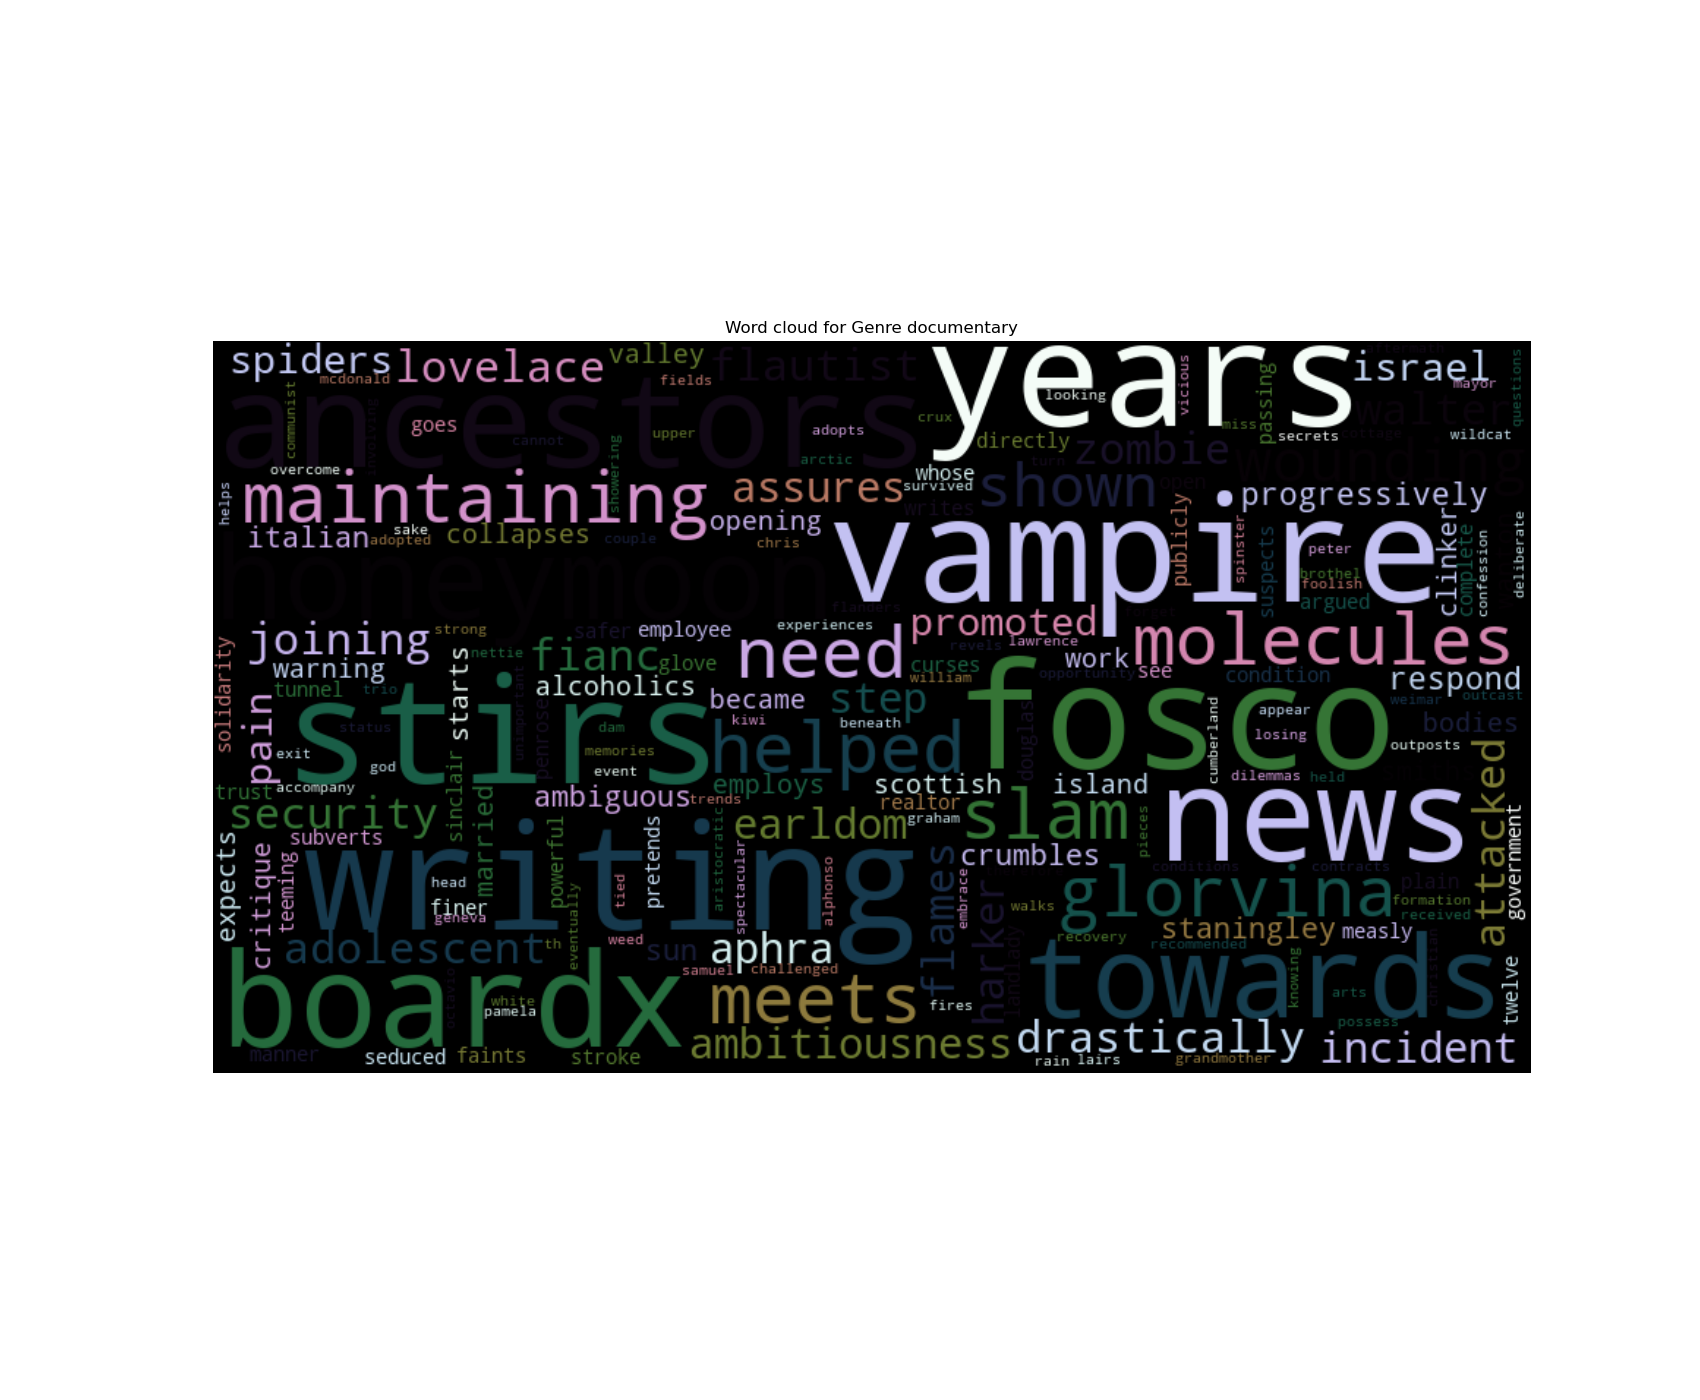 Word cloud for Genre documentary
spiders
mcdonald
lovelace
valley
fields
flautist
years
looking
vicious
passing
israel
mayor
questions
communist
involving
ancestors
goes
cannot
upper
adopts
crux
directly
miss
secrets
walter
cottage
wildcat
overcome
showering
arctic
whose
turn
zombie
wounding
helps
maintaining
assures
survived
shown
open
progressively
writes
publicly
italian
sake
adopted
collapses
couple
opening
chris
vampire
spinster
suspects
peter
brothel
foolish
argued
clinker
complete
confession
deliberate
honeymoon
flanders
joining
strong
safer
employee
experiences
promoted
revels
lawrence
molecules
solidarity
warning
starts
nettie
fianc
glove
need
curses
william
work
opportunity
see
condition
respond
outcast
tunnel
trio
unimportant
alcoholics
became
step
weimar
pain
stirs
status
penrose
dam
kiwi
beneath
fosco
douglas
cumberland
appear
losing
bodies
outposts
exit
god
memories
event
helped
accompany
trust
sinclair
married
ambiguous
trends
employs
scottish
island
dilemmas
held
attacked
security
realtor
news
expects
subverts
powerful
pretends
aristocratic
earldom
graham
slam
pieces
government
critique
teeming
writing
spectacular
crumbles
conditions
contracts
head
finer
geneva
tied
alphonso
flames
embrace
harker
walks
glorvina
plain
formation
received
adolescent
th
eventually
weed
sun
aphra
landlady
recovery
staningley
measly
recommended
boardx
octavio
samuel
challenged
towards
knowing
arts
christian
twelve
white
pamela
meets
fires
possess
manner
seduced
faints
stroke
ambitiousness
drastically
rain
lairs
grandmother
incident